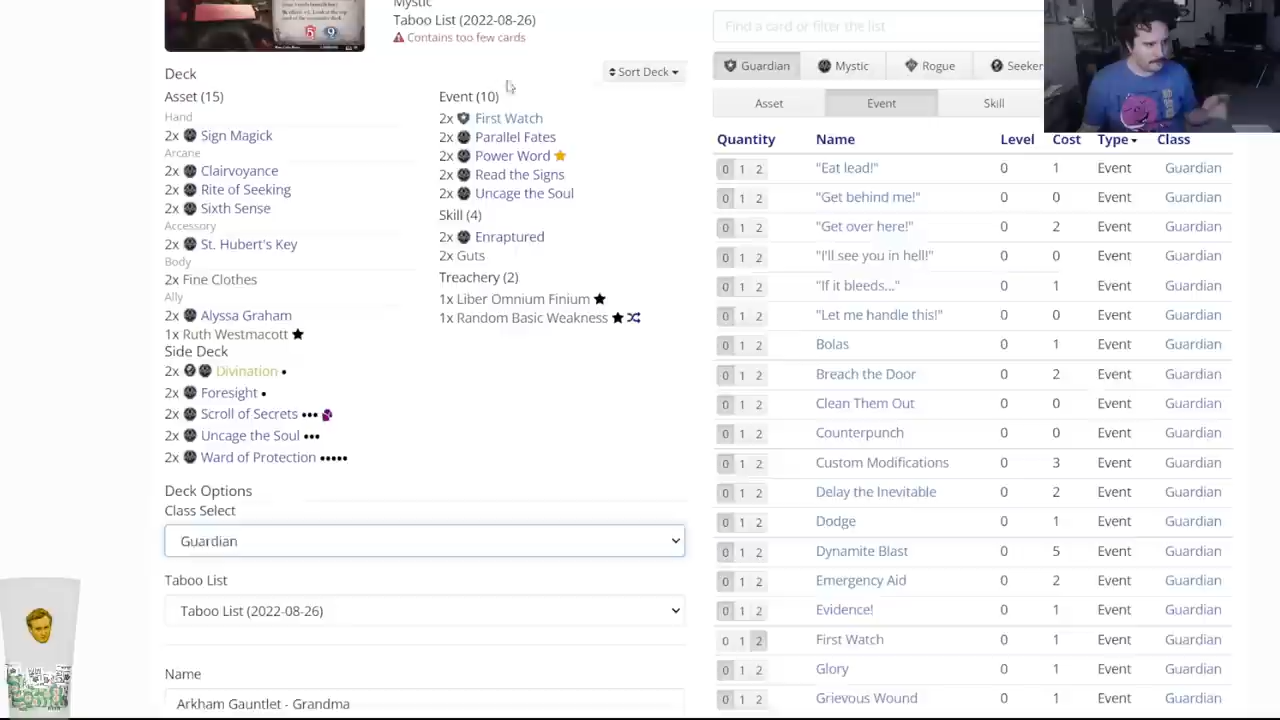 Mystic
Taboo List (2022-08-26)
Contains too few cards
Deck
Sort Deck
Asset (15)
Hand
2x Sign Magick
Arcane
2x Clairvoyance
2x Rite of Seeking
2x Sixth Sense
Accessory
2x St. Hubert's Key
Body
2x Fine Clothes
Ally
2x Alyssa Graham
1x Ruth Westmacott
Side Deck
2x Divination
2x Foresight
2x Scroll of Secrets
2x Uncage the Soul
2x Ward of Protection
Event (10)
2x First Watch
2x Parallel Fates
2x Power Word
2x Read the Signs
2x Uncage the Soul
Skill (4)
2x Enraptured
2x Guts
Treachery (2)
1x Liber Omnium Finium
1x Random Basic Weakness
Deck Options
Class Select
Guardian
Taboo List
Taboo List (2022-08-26)
Name
Arkham Gauntlet - Grandma
Find a card or filter the list
Guardian Mystic Rogue Seeker
Asset Event Skill
Quantity Name Level Cost Type Class
0 1 2 "Eat lead!" 0 1 Event Guardian
0 1 2 "Get behind me!" 0 0 Event Guardian
0 1 2 "Get over here!" 0 2 Event Guardian
0 1 2 "I'll see you in hell!" 0 0 Event Guardian
0 1 2 "If it bleeds..." 0 1 Event Guardian
0 1 2 "Let me handle this!" 0 0 Event Guardian
0 1 2 Bolas 0 1 Event Guardian
0 1 2 Breach the Door 0 2 Event Guardian
0 1 2 Clean Them Out 0 0 Event Guardian
0 1 2 Counterpunch 0 0 Event Guardian
0 1 2 Custom Modifications 0 3 Event Guardian
0 1 2 Delay the Inevitable 0 2 Event Guardian
0 1 2 Dodge 0 1 Event Guardian
0 1 2 Dynamite Blast 0 5 Event Guardian
0 1 2 Emergency Aid 0 2 Event Guardian
0 1 2 Evidence! 0 1 Event Guardian
0 1 2 First Watch 0 1 Event Guardian
0 1 2 Glory 0 1 Event Guardian
0 1 2 Grievous Wound 0 1 Event Guardian